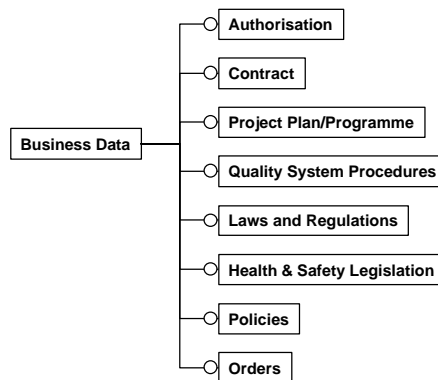 Authorisation
Contract
Project Plan/Programme
Business Data
Quality System Procedures
Laws and Regulations
Health & Safety Legislation
Policies
Orders